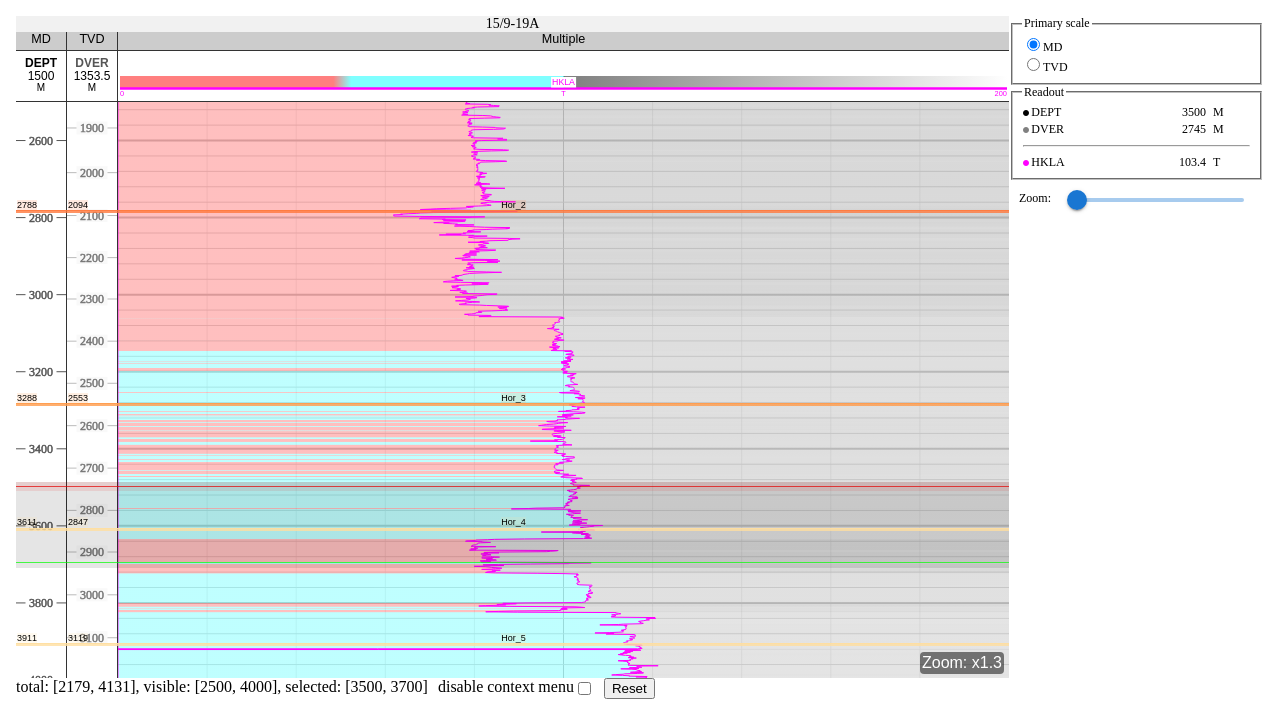 15/9-19A
MD TVD Multiple
DEPT DVER
1500 1353.5
M M
HKLA
0 T 200
1900
2600
2000
2788 2094 Hor_2
2800 2100
2200
3000 2300
2400
3200
2500
3288 2553 Hor_3
2600
3400
2700
2800
3611 2847 Hor_4
2900
3800 3000
3911 Hor_5
Zoom: x1.3
total: [2179, 4131], visible: [2500, 4000], selected: [3500, 3700] disable context menu Reset
Primary scale
MD
TVD
Readout
DEPT 3500 M
DVER 2745 M
HKLA 103.4 T
Zoom: